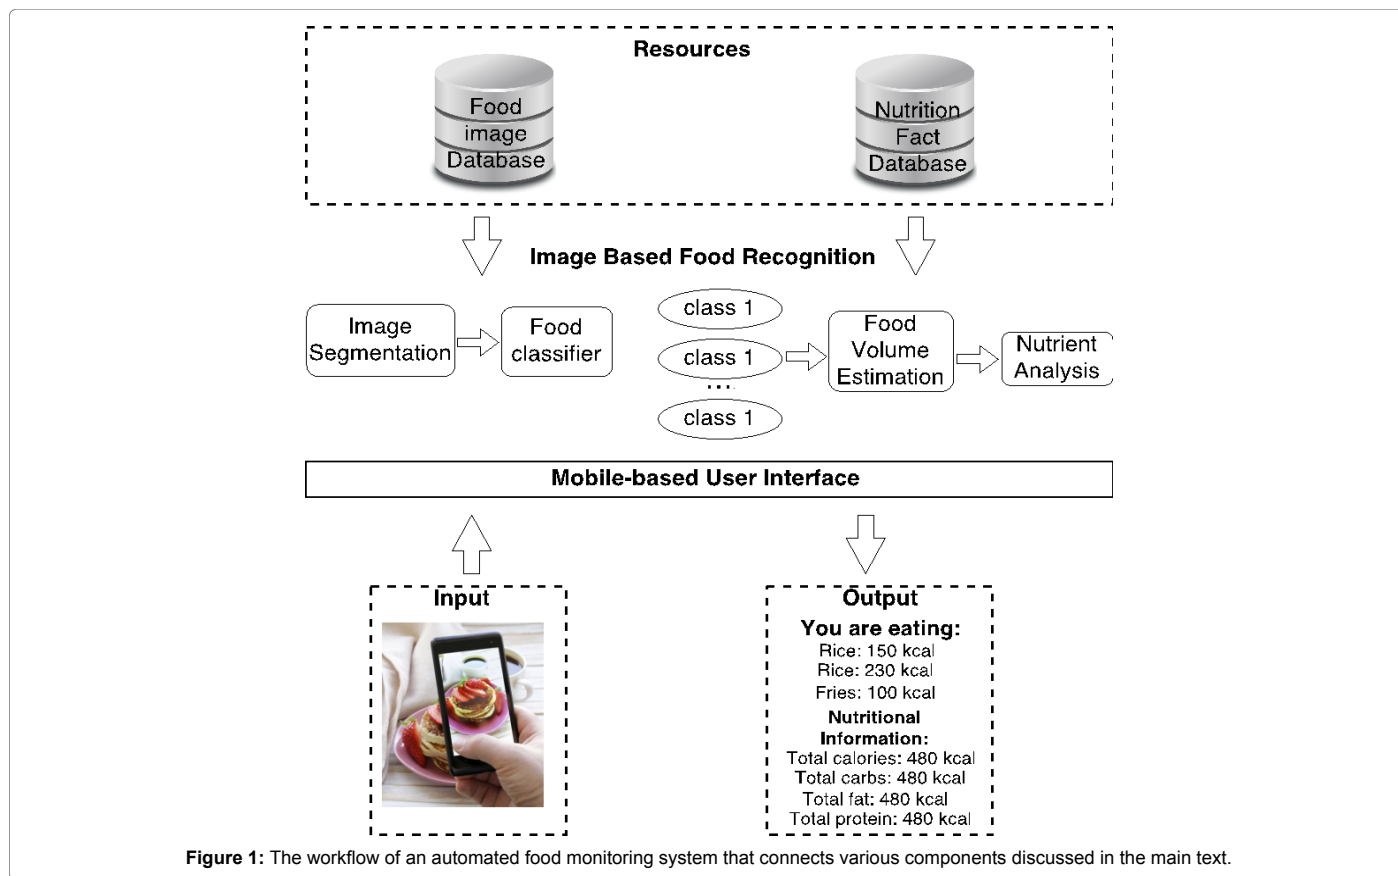 Resources
Food
image
Database
Nutrition
Fact
Database
Image Based Food Recognition
Image
Segmentation
Food
classifier
class 1
class 1
....
class 1
Food
Volume
Estimation
Nutrient
Analysis
Mobile-based User Interface
Input
Output
You are eating:
Rice: 150 kcal
Rice: 230 kcal
Fries: 100 kcal
Nutritional
Information:
Total calories: 480 kcal
Total carbs: 480 kcal
Total fat: 480 kcal
Total protein: 480 kcal
Figure 1: The workflow of an automated food monitoring system that connects various components discussed in the main text.